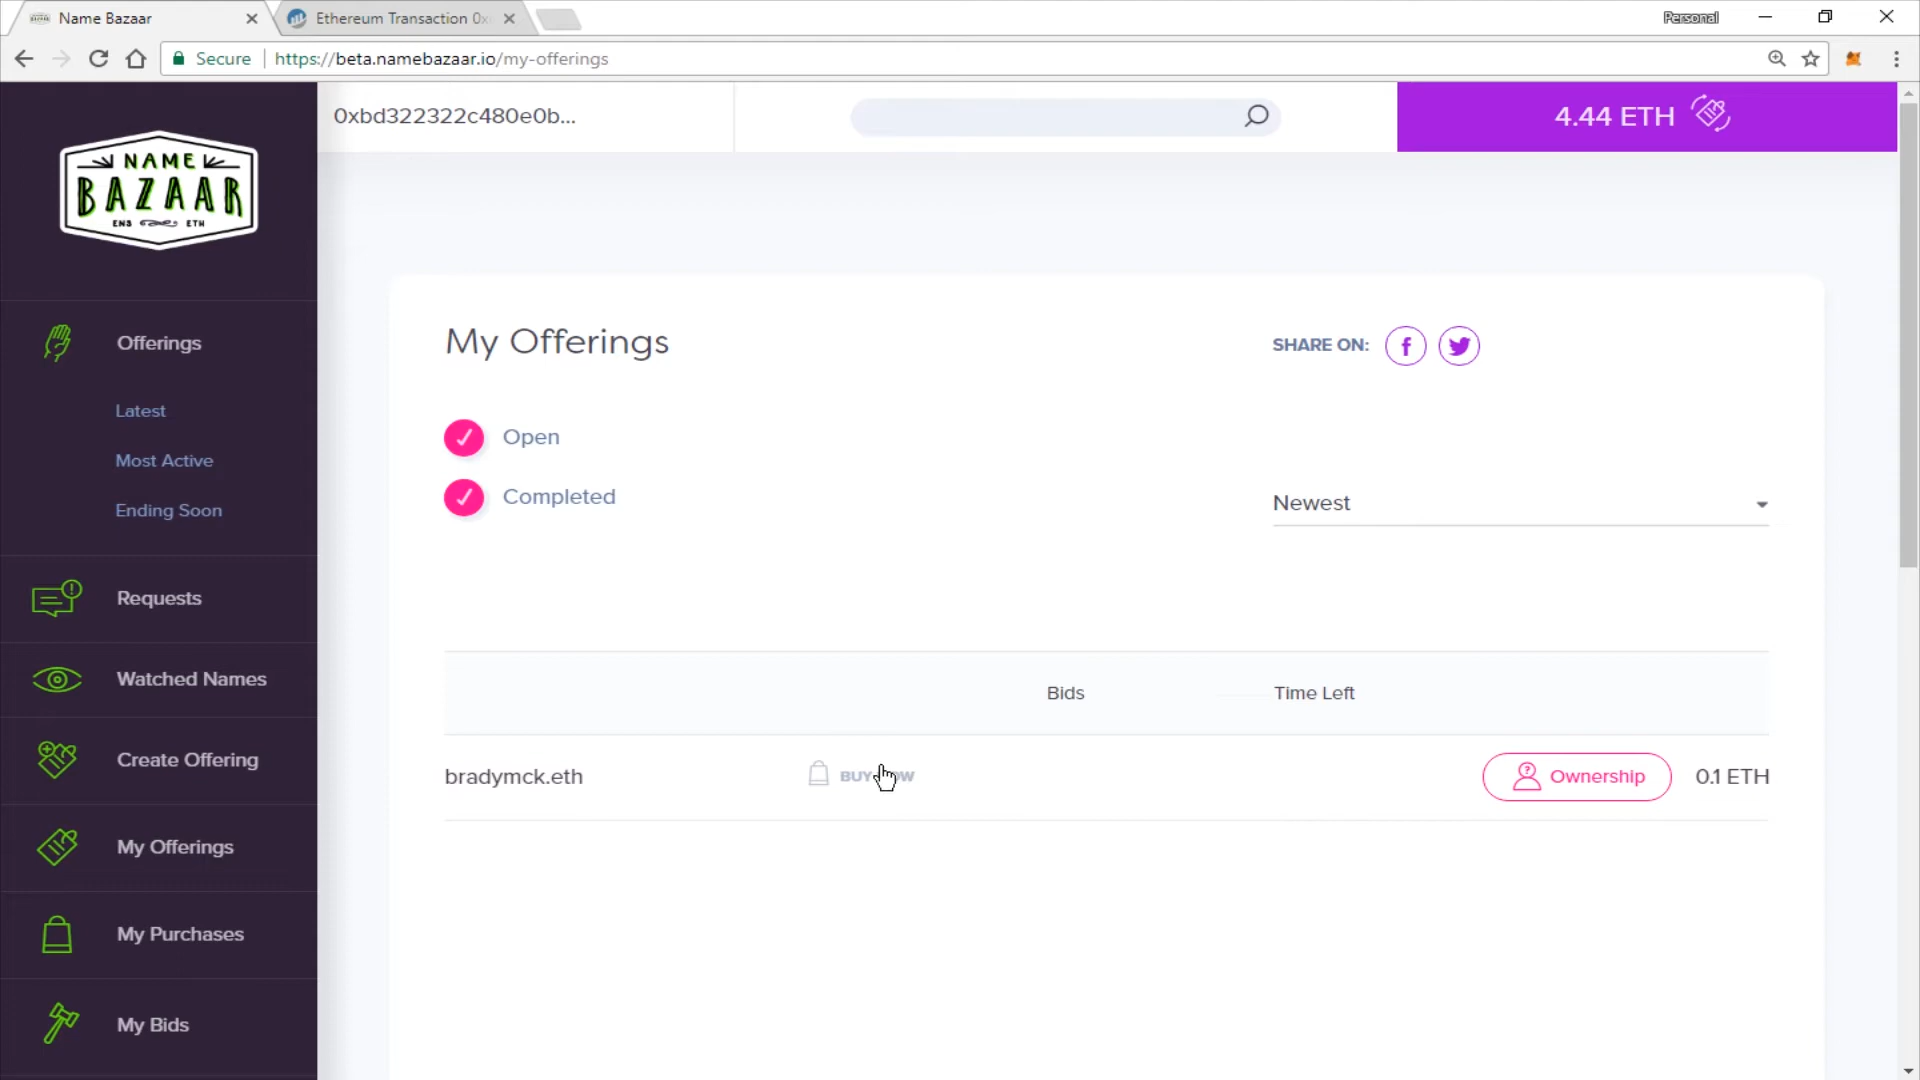 Name Bazaar
Ethereum Transaction 0x
Personal
Secure
https://beta.namebazaar.io/my-offerings
0xbd322322c480e0b...
4.44 ETH
NAME
BAZAAR
ENS ETH
Offerings
Latest
Most Active
Ending Soon
Requests
Watched Names
Create Offering
My Offerings
My Purchases
My Bids
My Offerings
SHARE ON:
Open
Completed
Newest
Bids
Time Left
bradymck.eth
BUY NOW
Ownership
0.1 ETH